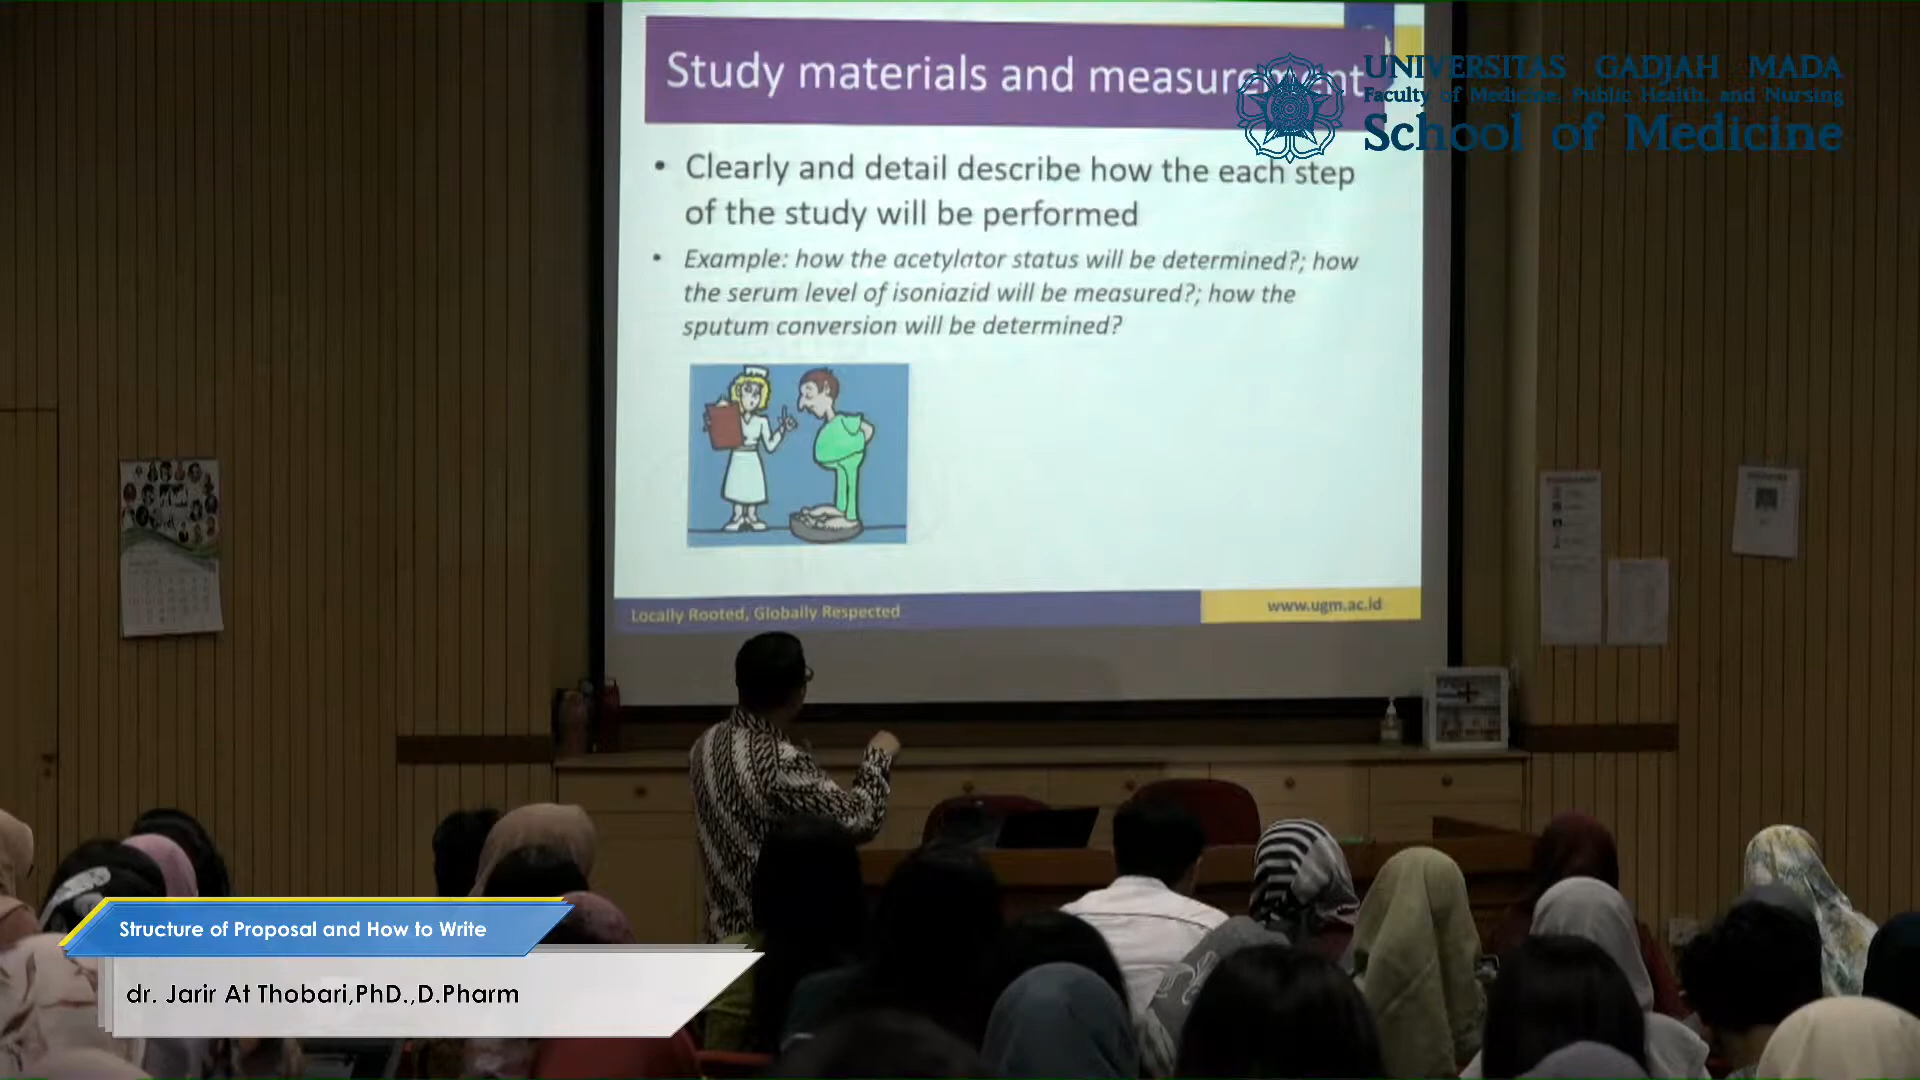 Study materials and measurement
UNIVERSITAS GADJAH MADA
Faculty of Medicine, Public Health, and Nursing
School of Medicine
• Clearly and detail describe how the each step
of the study will be performed
• Example: how the acetylator status will be determined?; how
the serum level of isoniazid will be measured?; how the
sputum conversion will be determined?
Locally Rooted, Globally Respected
www.ugm.ac.id
Structure of Proposal and How to Write
dr. Jarir At Thobari,PhD.,D.Pharm